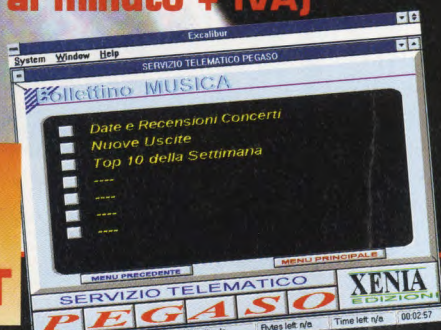 al minuto + IVA)
Excalibur
System Window Help
SERVIZIO TELEMATICO PEGASO
Bollettino MUSICA
Date e Recensioni Concerti
Nuove Uscite
Top 10 della Settimana
----
----
----
----
MENU PRECEDENTE
MENU PRINCIPALE
SERVIZIO TELEMATICO
PEGASO
XENIA
EDIZIONI
T
Bytes left n/a
Time left n/a
00:02:57